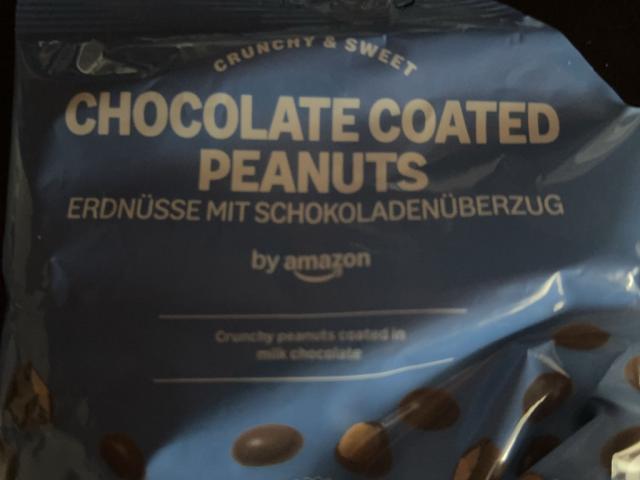 CRUNCHY & SWEET
CHOCOLATE COATED
PEANUTS
ERDNÜSSE MIT SCHOKOLADENÜBERZUG
by amazon
Crunchy peanuts coated in
milk chocolate